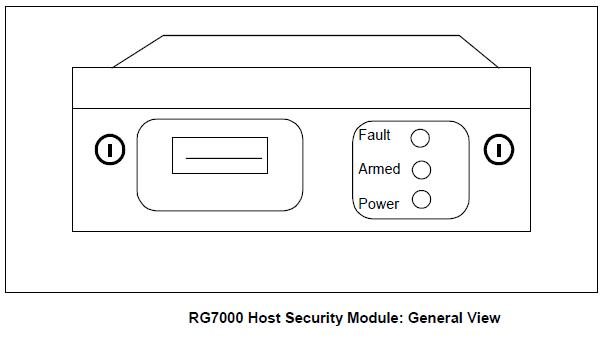 Fault
Armed
Power
RG7000 Host Security Module: General View